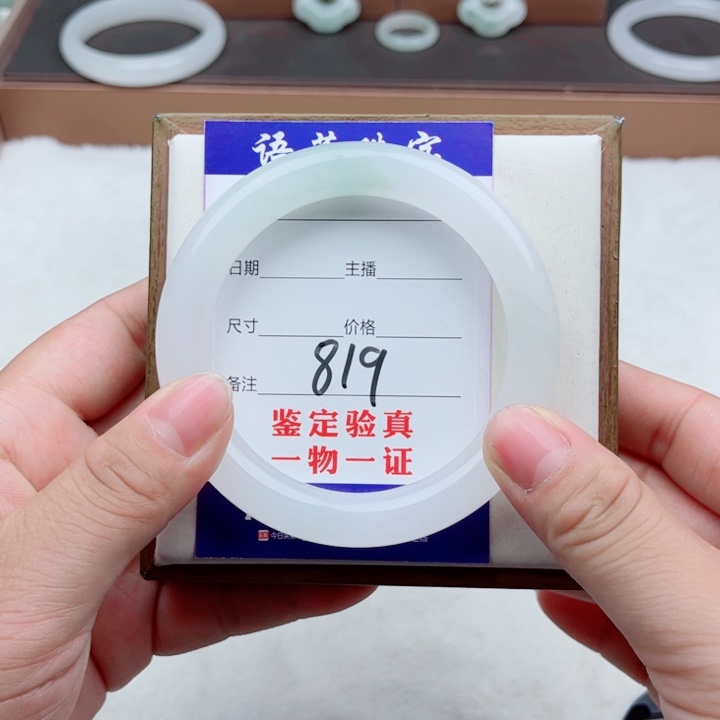 日期 主播
尺寸 价格
备注 819
鉴定验真
一物一证